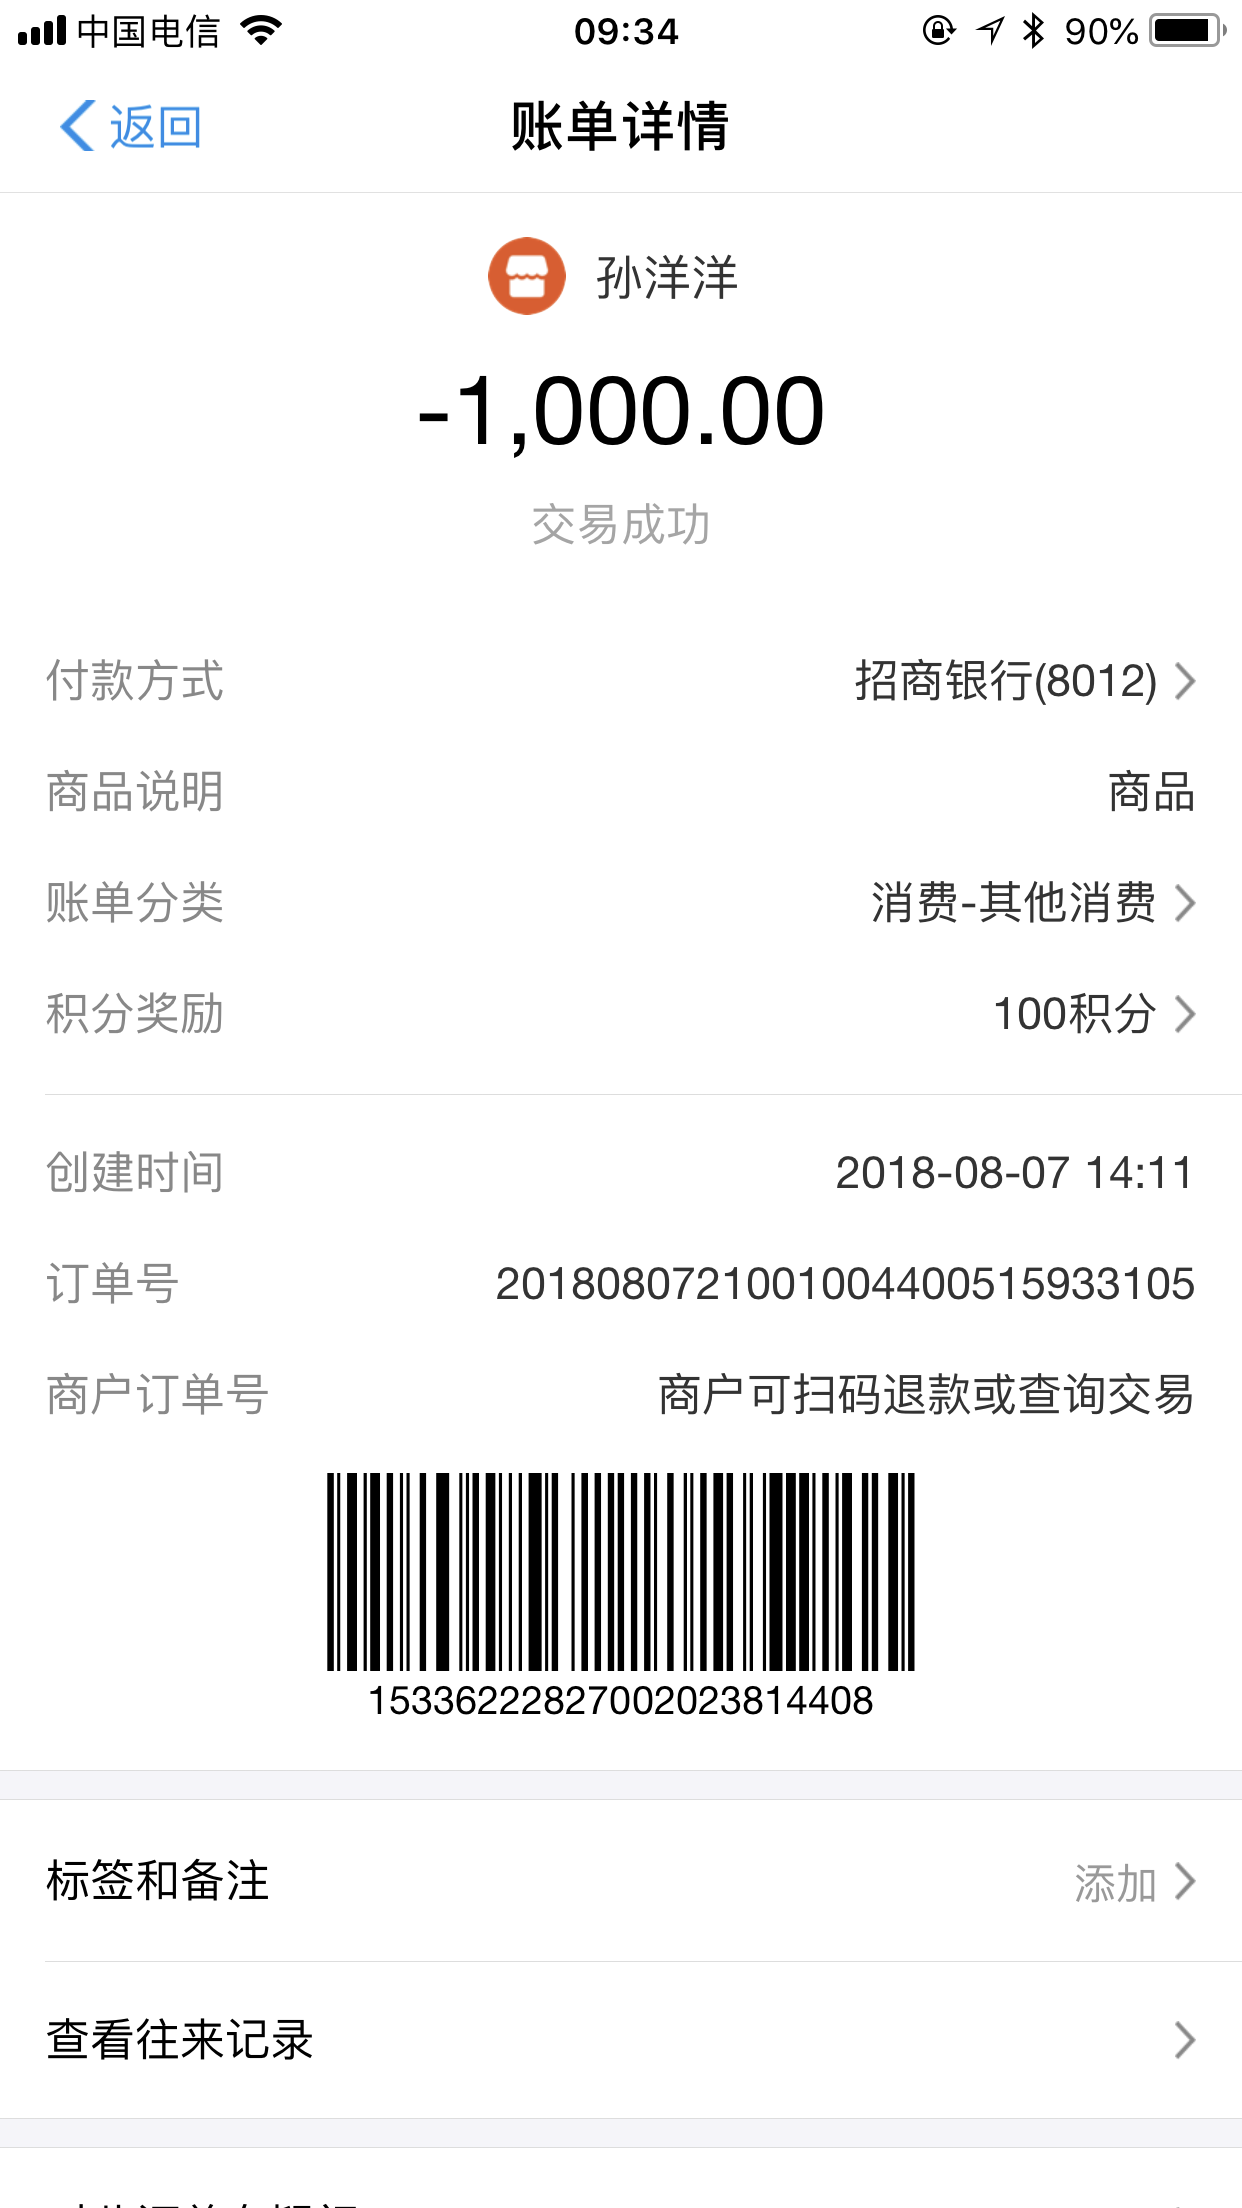 中国电信 09:34 90%
返回 账单详情
孙洋洋
-1,000.00
交易成功
付款方式 招商银行(8012)
商品说明 商品
账单分类 消费-其他消费
积分奖励 100积分
创建时间 2018-08-07 14:11
订单号 2018080721001004400515933105
商户订单号 商户可扫码退款或查询交易
15336222827002023814408
标签和备注 添加
查看往来记录